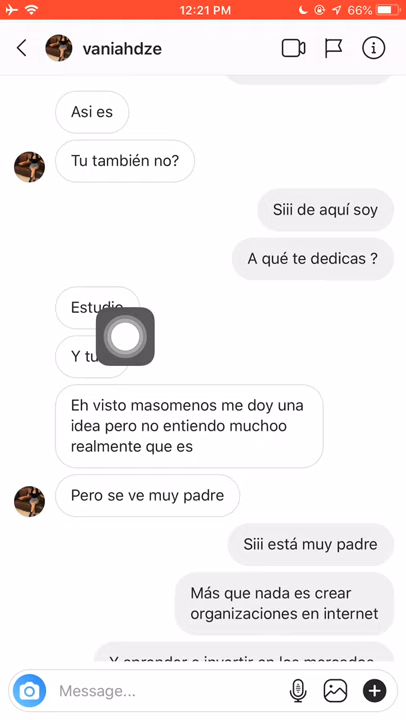 12:21 PM
66%
vaniahdze
Asi es
Tu también no?
Siii de aquí soy
A qué te dedicas ?
Estudio
Y tu
Eh visto masomenos me doy una
idea pero no entiendo muchoo
realmente que es
Pero se ve muy padre
Siii está muy padre
Más que nada es crear
organizaciones en internet
Y aprender a invertir en los mercados
Message...